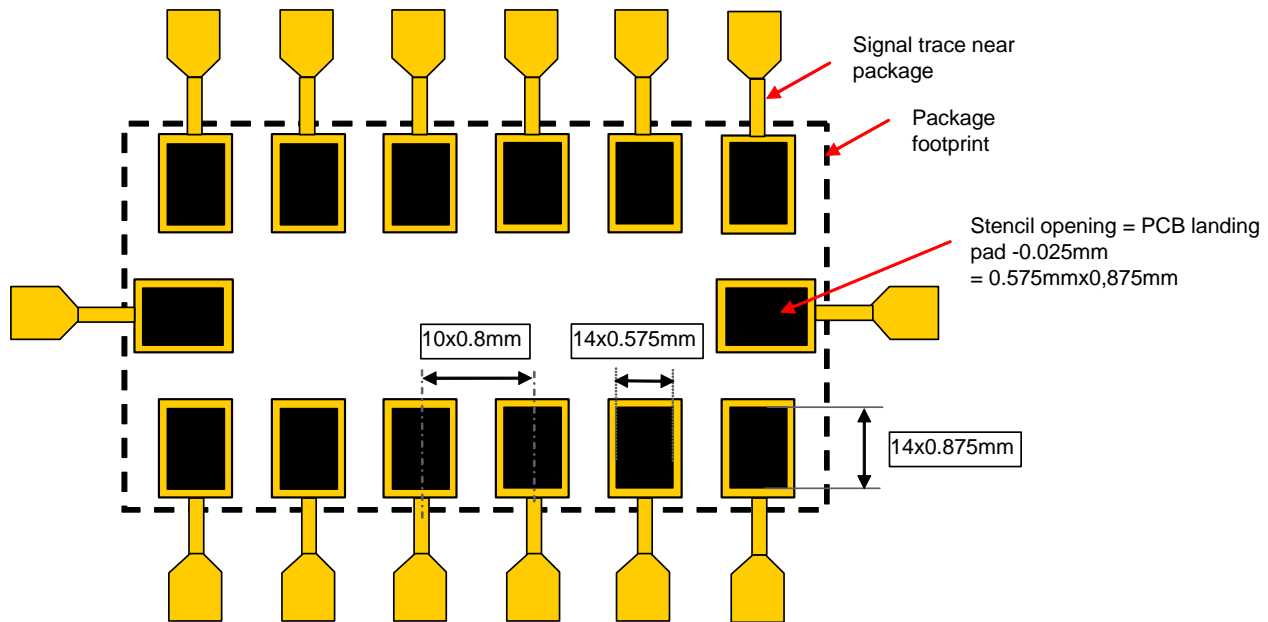 Signal trace near
package
Package
footprint
Stencil opening = PCB landing
pad -0.025mm
= 0.575mmx0,875mm
10x0.8mm
14x0.575mm
14x0.875mm